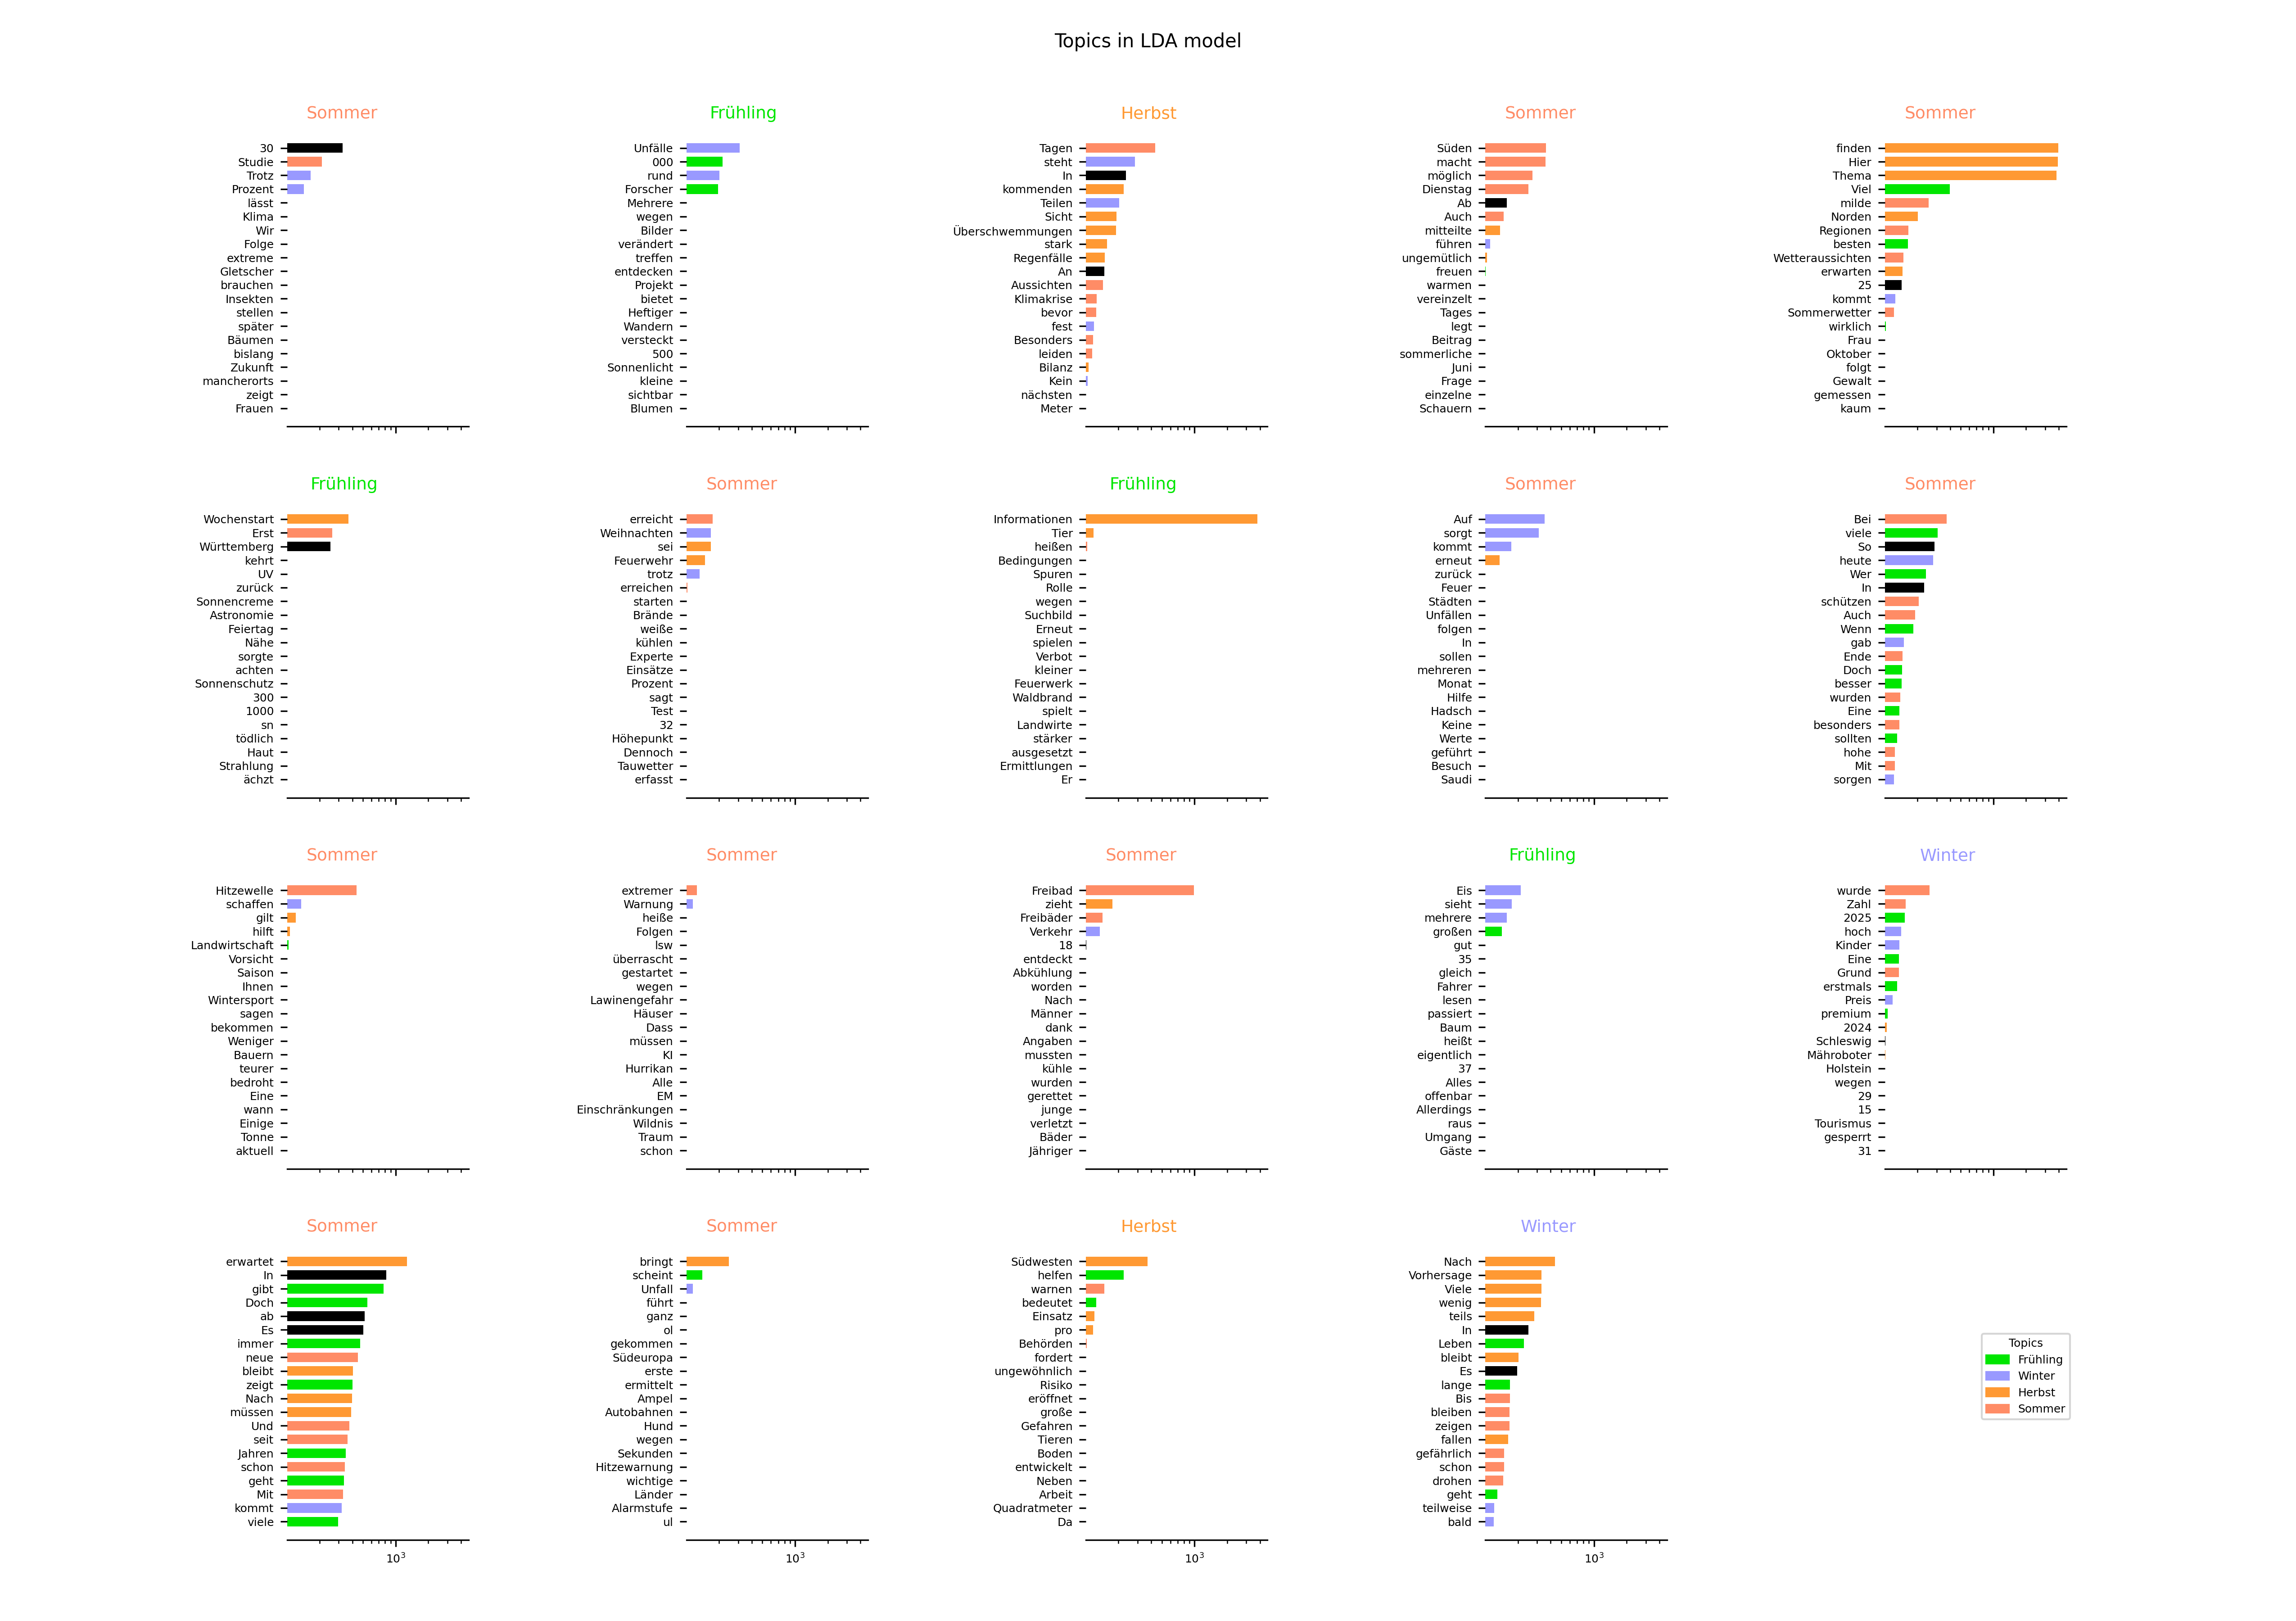 Topics in LDA model
Sommer
30
Studie
Trotz
Prozent
lässt
Klima
Wir
Folge
extreme
Gletscher
brauchen
Insekten
stellen
später
Bäumen
bislang
Zukunft
mancherorts
zeigt
Frauen
Frühling
Unfälle
000
rund
Forscher
Mehrere
wegen
Bilder
verändert
treffen
entdecken
Projekt
bietet
Heftiger
Wandern
versteckt
500
Sonnenlicht
kleine
sichtbar
Blumen
Herbst
Tagen
steht
In
kommenden
Teilen
Sicht
Überschwemmungen
stark
Regenfälle
An
Aussichten
Klimakrise
bevor
fest
Besonders
leiden
Bilanz
Kein
nächsten
Meter
Sommer
Süden
macht
möglich
Dienstag
Ab
Auch
mitteilte
führen
ungemütlich
freuen
warmen
vereinzelt
Tages
legt
Beitrag
sommerliche
Juni
Frage
einzelne
Schauern
Sommer
finden
Hier
Thema
Viel
milde
Norden
Regionen
besten
Wetteraussichten
erwarten
25
kommt
Sommerwetter
wirklich
Frau
Oktober
folgt
Gewalt
gemessen
kaum
Frühling
Wochenstart
Erst
Württemberg
kehrt
UV
zurück
Sonnencreme
Astronomie
Feiertag
Nähe
sorgte
achten
Sonnenschutz
300
1000
sn
tödlich
Haut
Strahlung
ächzt
Sommer
erreicht
Weihnachten
sei
Feuerwehr
trotz
erreichen
starten
Brände
weiße
kühlen
Experte
Einsätze
Prozent
sagt
Test
32
Höhepunkt
Dennoch
Tauwetter
erfasst
Frühling
Informationen
Tier
heißen
Bedingungen
Spuren
Rolle
wegen
Suchbild
Erneut
spielen
Verbot
kleiner
Feuerwerk
Waldbrand
spielt
Landwirte
stärker
ausgesetzt
Ermittlungen
Er
Sommer
Auf
sorgt
kommt
erneut
zurück
Feuer
Städten
Unfällen
folgen
In
sollen
mehreren
Monat
Hilfe
Hadsch
Keine
Werte
geführt
Besuch
Saudi
Sommer
Bei
viele
So
heute
Wer
In
schützen
Auch
Wenn
gab
Ende
Doch
besser
wurden
Eine
besonders
sollten
hohe
Mit
sorgen
Sommer
Hitzewelle
schaffen
gilt
hilft
Landwirtschaft
Vorsicht
Saison
Ihnen
Wintersport
sagen
bekommen
Weniger
Bauern
teurer
bedroht
Eine
wann
Einige
Tonne
aktuell
Sommer
extremer
Warnung
heiße
Folgen
lsw
überrascht
gestartet
wegen
Lawinengefahr
Häuser
Dass
müssen
KI
Hurrikan
Alle
EM
Einschränkungen
Wildnis
Traum
schon
Sommer
Freibad
zieht
Freibäder
Verkehr
18
entdeckt
Abkühlung
worden
Nach
Männer
dank
Angaben
mussten
kühle
wurden
gerettet
junge
verletzt
Bäder
Jähriger
Frühling
Eis
sieht
mehrere
großen
gut
35
gleich
Fahrer
lesen
passiert
Baum
heißt
eigentlich
37
Alles
offenbar
Allerdings
raus
Umgang
Gäste
Winter
wurde
Zahl
2025
hoch
Kinder
Eine
Grund
erstmals
Preis
premium
2024
Schleswig
Mähroboter
Holstein
wegen
29
15
Tourismus
gesperrt
31
Sommer
erwartet
In
gibt
Doch
ab
Es
immer
neue
bleibt
zeigt
Nach
müssen
Und
seit
Jahren
schon
geht
Mit
kommt
viele
10³
Sommer
bringt
scheint
Unfall
führt
ganz
ol
gekommen
Südeuropa
erste
ermittelt
Ampel
Autobahnen
Hund
wegen
Sekunden
Hitzewarnung
wichtige
Länder
Alarmstufe
ul
10³
Herbst
Südwesten
helfen
warnen
bedeutet
Einsatz
pro
Behörden
fordert
ungewöhnlich
Risiko
eröffnet
große
Gefahren
Tieren
Boden
entwickelt
Neben
Arbeit
Quadratmeter
Da
10³
Winter
Nach
Vorhersage
Viele
wenig
teils
In
Leben
bleibt
Es
lange
Bis
bleiben
zeigen
fallen
gefährlich
schon
drohen
geht
teilweise
bald
10³
Topics
Frühling
Winter
Herbst
Sommer